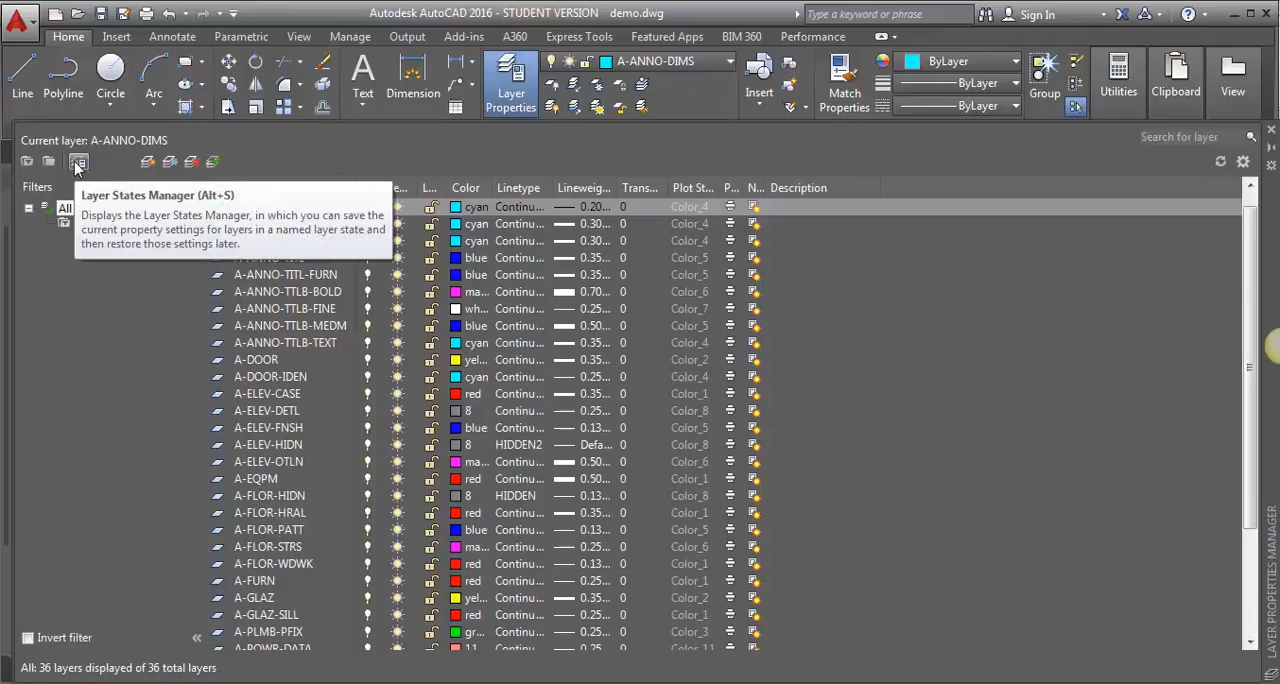 Autodesk AutoCAD 2016 - STUDENT VERSION demo.dwg
Type a keyword or phrase
Sign In
Home Insert Annotate Parametric View Manage Output Add-ins A360 Express Tools Featured Apps BIM 360 Performance
A-ANNO-DIMS
ByLayer
ByLayer
ByLayer
Line Polyline Circle Arc Text Dimension Layer Properties Insert Match Properties Group Utilities Clipboard View
Current layer: A-ANNO-DIMS
Search for layer
Filters
Layer States Manager (Alt+S)
Displays the Layer States Manager, in which you can save the
current property settings for layers in a named layer state and
then restore those settings later.
All
e... L... Color Linetype Lineweig... Trans... Plot St... P... N... Description
cyan Continu... 0.20... 0 Color_4
cyan Continu... 0.30... 0 Color_4
cyan Continu... 0.30... 0 Color_4
blue Continu... 0.35... 0 Color_5
A-ANNO-TITL-FURN blue Continu... 0.35... 0 Color_5
A-ANNO-TTLB-BOLD ma... Continu... 0.70... 0 Color_6
A-ANNO-TTLB-FINE wh... Continu... 0.25... 0 Color_7
A-ANNO-TTLB-MEDM blue Continu... 0.50... 0 Color_5
A-ANNO-TTLB-TEXT cyan Continu... 0.35... 0 Color_4
A-DOOR yel... Continu... 0.35... 0 Color_2
A-DOOR-IDEN cyan Continu... 0.25... 0 Color_4
A-ELEV-CASE red Continu... 0.35... 0 Color_1
A-ELEV-DETL 8 Continu... 0.25... 0 Color_8
A-ELEV-FNSH blue Continu... 0.13... 0 Color_5
A-ELEV-HIDN 8 HIDDEN2 Defa... 0 Color_8
A-ELEV-OTLN ma... Continu... 0.50... 0 Color_6
A-EQPM red Continu... 0.50... 0 Color_1
A-FLOR-HIDN 8 HIDDEN 0.13... 0 Color_8
A-FLOR-HRAL red Continu... 0.35... 0 Color_1
A-FLOR-PATT blue Continu... 0.13... 0 Color_5
A-FLOR-STRS ma... Continu... 0.25... 0 Color_6
A-FLOR-WDWK red Continu... 0.13... 0 Color_1
A-FURN red Continu... 0.25... 0 Color_1
A-GLAZ yel... Continu... 0.35... 0 Color_2
A-GLAZ-SILL red Continu... 0.25... 0 Color_1
A-PLMB-PFIX gr... Continu... 0.25... 0 Color_3
A-POWR-DATA 11 Continu... 0.25 0 Color_11
Invert filter
All: 36 layers displayed of 36 total layers
LAYER PROPERTIES MANAGER